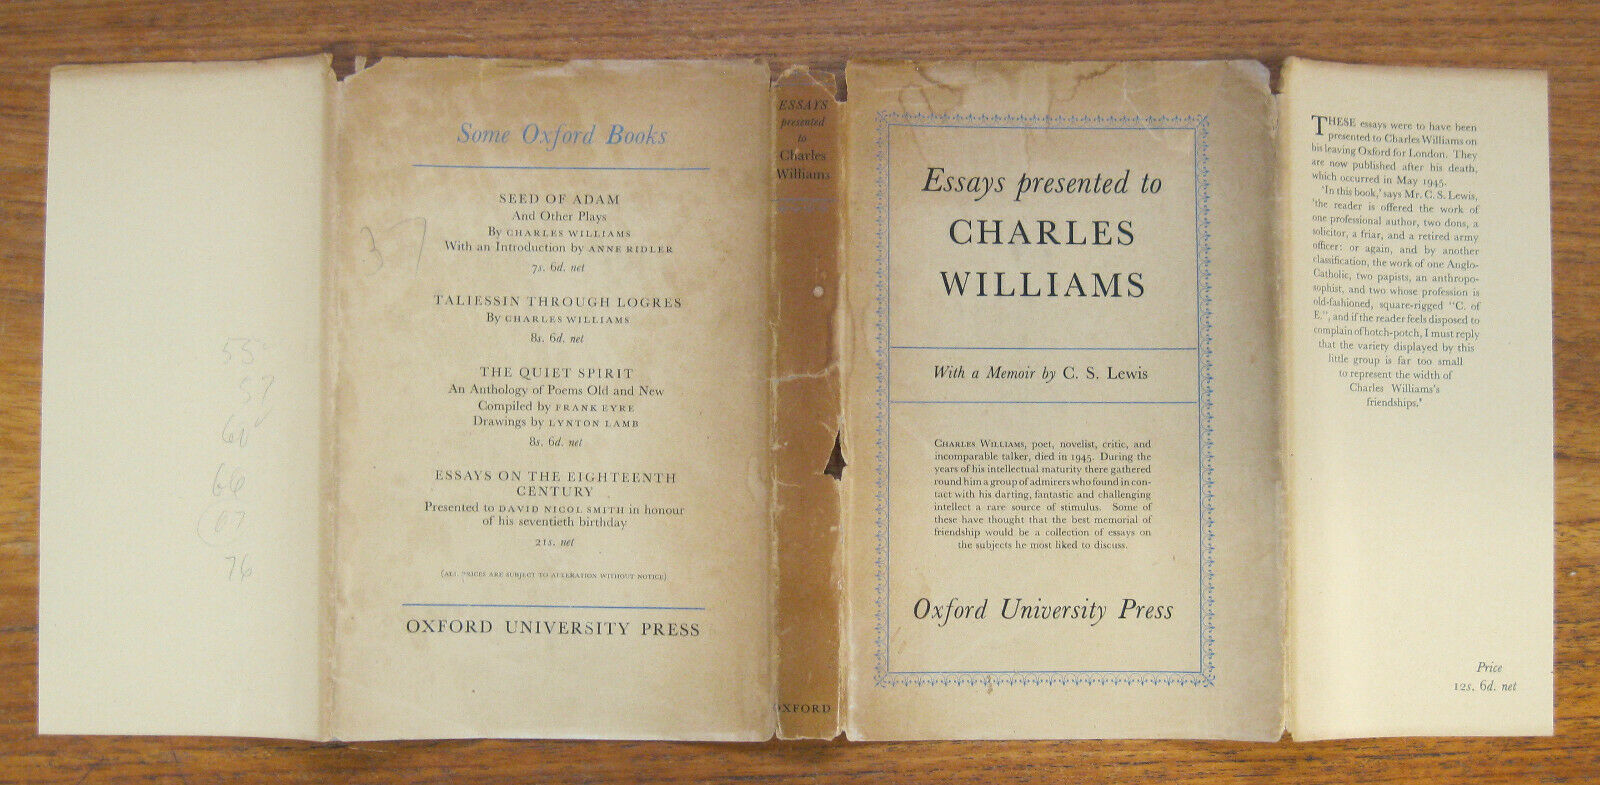 55
57
60
66
67
76
Some Oxford Books
SEED OF ADAM
And Other Plays
By CHARLES WILLIAMS
With an Introduction by ANNE RIDLER
7s. 6d. net
37
TALIESSIN THROUGH LOGRES
By CHARLES WILLIAMS
8s. 6d. net
THE QUIET SPIRIT
An Anthology of Poems Old and New
Compiled by FRANK EYRE
Drawings by LYNTON LAMB
8s. 6d. net
ESSAYS ON THE EIGHTEENTH
CENTURY
Presented to DAVID NICOL SMITH in honour
of his seventieth birthday
21s. net
(ALL PRICES ARE SUBJECT TO ALTERATION WITHOUT NOTICE)
OXFORD UNIVERSITY PRESS
ESSAYS
presented
to
Charles
Williams
OXFORD
Essays presented to
CHARLES
WILLIAMS
With a Memoir by C. S. Lewis
CHARLES WILLIAMS, poet, novelist, critic, and
incomparable talker, died in 1945. During the
years of his intellectual maturity there gathered
round him a group of admirers who found in con-
tact with his darting, fantastic and challenging
intellect a rare source of stimulus. Some of
these have thought that the best memorial of
friendship would be a collection of essays on
the subjects he most liked to discuss.
Oxford University Press
THESE essays were to have been
presented to Charles Williams on
his leaving Oxford for London. They
are now published after his death,
which occurred in May 1945.
'In this book,' says Mr. C. S. Lewis,
'the reader is offered the work of
one professional author, two dons, a
solicitor, a friar, and a retired army
officer: or again, and by another
classification, the work of one Anglo-
Catholic, two papists, an anthropo-
sophist, and two whose profession is
old-fashioned, square-rigged "C. of
E.", and if the reader feels disposed to
complain of hotch-potch, I must reply
that the variety displayed by this
little group is far too small
to represent the width of
Charles Williams's
friendships.'
Price
12s. 6d. net